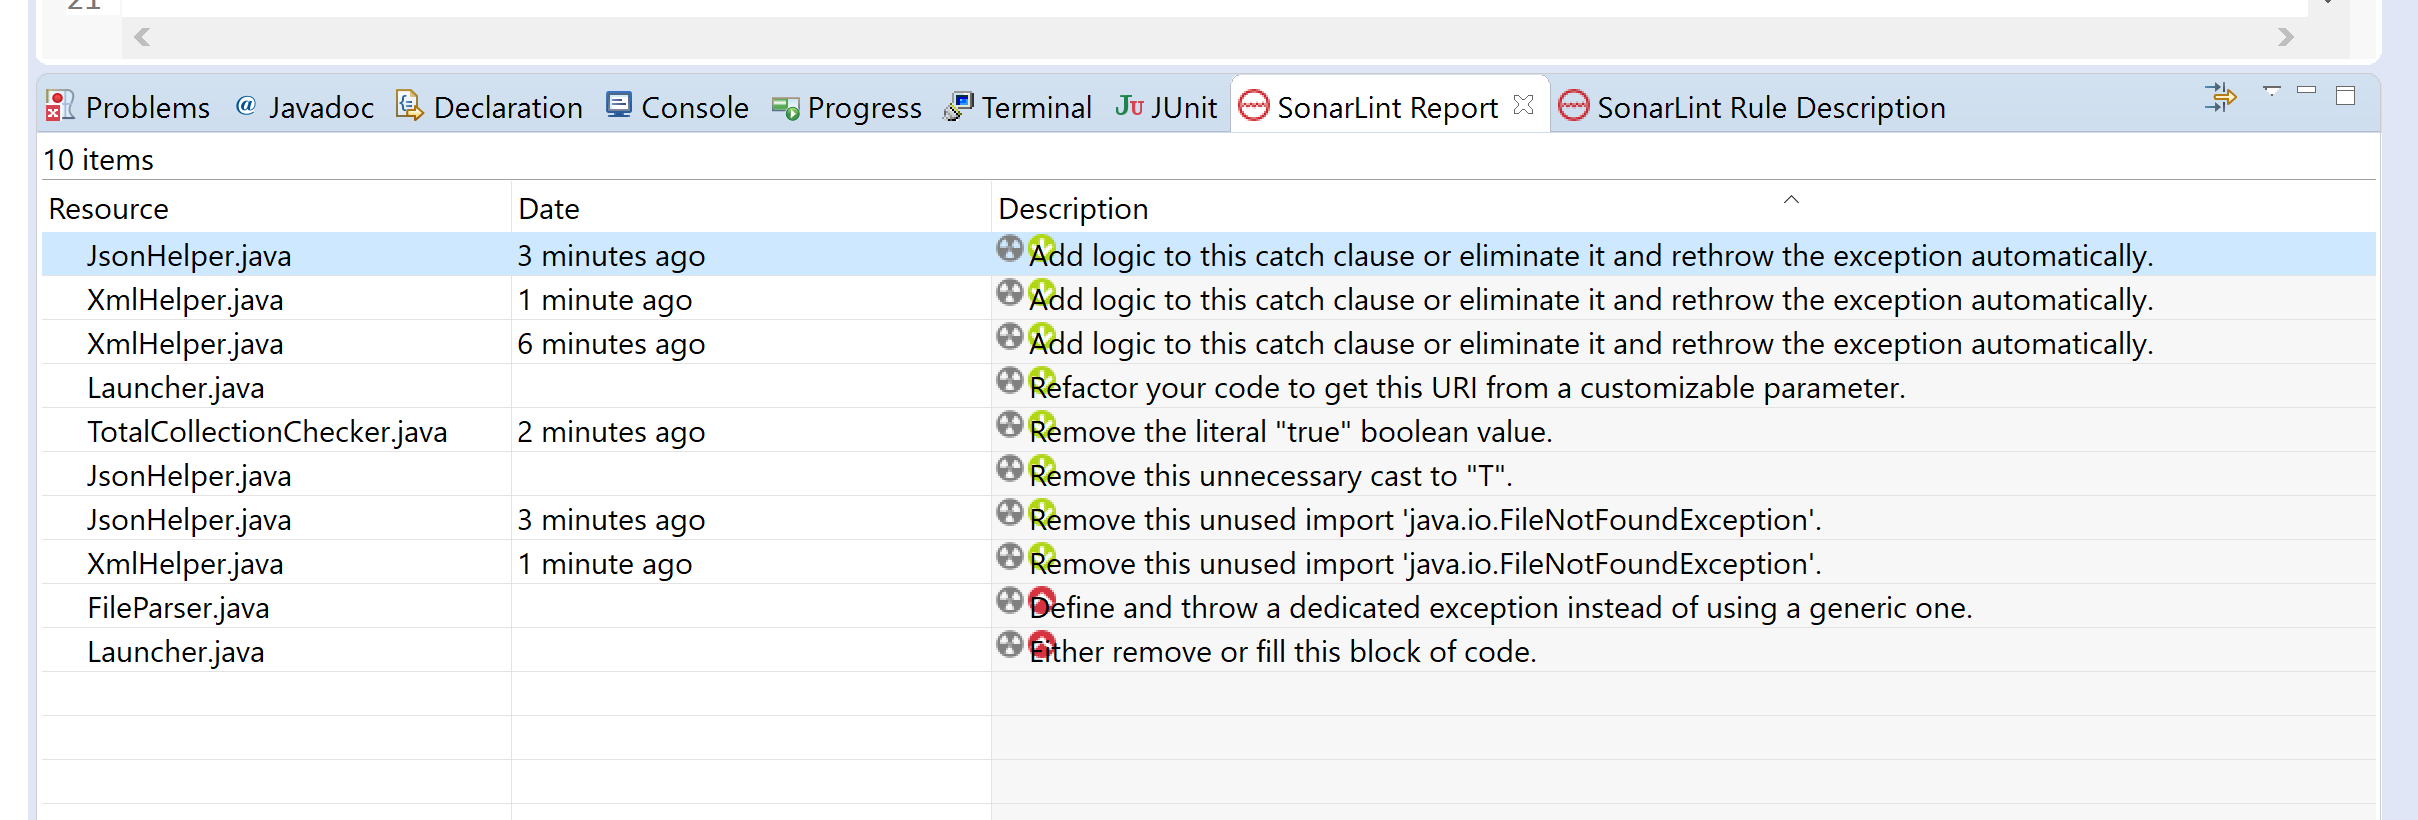 21
Problems @ Javadoc Declaration Console Progress Terminal JU JUnit SonarLint Report SonarLint Rule Description
10 items
Resource Date Description
JsonHelper.java 3 minutes ago Add logic to this catch clause or eliminate it and rethrow the exception automatically.
XmlHelper.java 1 minute ago Add logic to this catch clause or eliminate it and rethrow the exception automatically.
XmlHelper.java 6 minutes ago Add logic to this catch clause or eliminate it and rethrow the exception automatically.
Launcher.java Refactor your code to get this URI from a customizable parameter.
TotalCollectionChecker.java 2 minutes ago Remove the literal "true" boolean value.
JsonHelper.java Remove this unnecessary cast to "T".
JsonHelper.java 3 minutes ago Remove this unused import 'java.io.FileNotFoundException'.
XmlHelper.java 1 minute ago Remove this unused import 'java.io.FileNotFoundException'.
FileParser.java Define and throw a dedicated exception instead of using a generic one.
Launcher.java Either remove or fill this block of code.